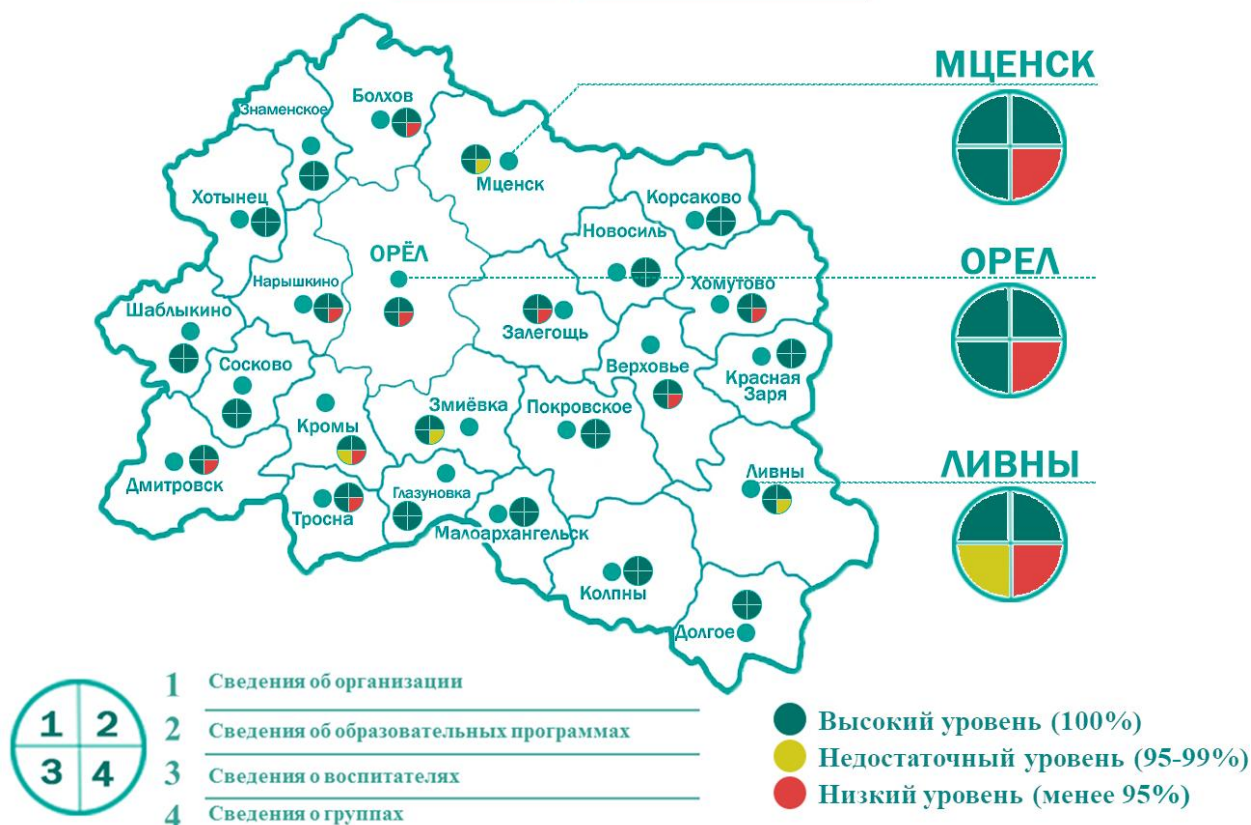 МЦЕНСК
Болхов
Знаменское
Мценск
Хотынец
Корсаково
Новосиль
ОРЁЛ
ОРЕЛ
Нарышкино
Хомутово
Шаблыкино
Залегощь
Сосково
Верховье
Красная
Заря
Змиёвка
Покровское
Кромы
ЛИВНЫ
Ливны
Дмитровск
Глазуновка
Тросна
Малоархангельск
Колпны
Долгое
1 2
3 4
1 Сведения об организации
2 Сведения об образовательных программах
3 Сведения о воспитателях
4 Сведения о группах
Высокий уровень (100%)
Недостаточный уровень (95-99%)
Низкий уровень (менее 95%)